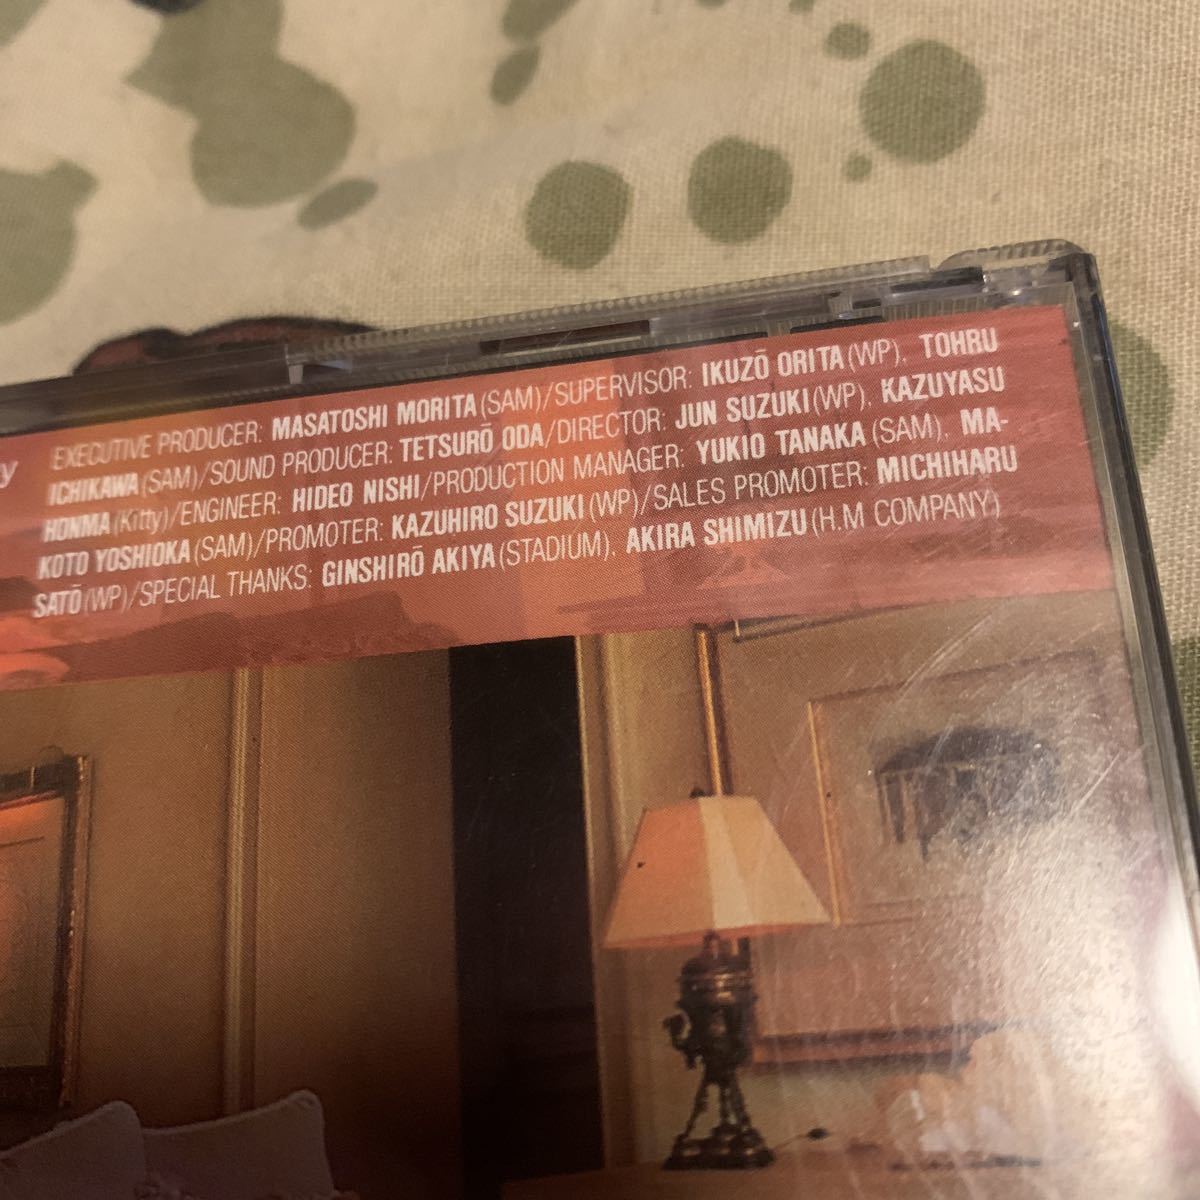 EXECUTIVE PRODUCER: MASATOSHI MORITA(SAM)/SUPERVISOR: IKUZŌ ORITA(WP), TOHRU
ICHIKAWA(SAM)/SOUND PRODUCER: TETSURŌ ODA/DIRECTOR: JUN SUZUKI(WP), KAZUYASU
HONMA(Kitty)/ENGINEER: HIDEO NISHI/PRODUCTION MANAGER: YUKIO TANAKA(SAM), MA-
KOTO YOSHIOKA(SAM)/PROMOTER: KAZUHIRO SUZUKI(WP)/SALES PROMOTER: MICHIHARU
SATŌ(WP)/SPECIAL THANKS: GINSHIRŌ AKIYA(STADIUM), AKIRA SHIMIZU(H.M COMPANY)